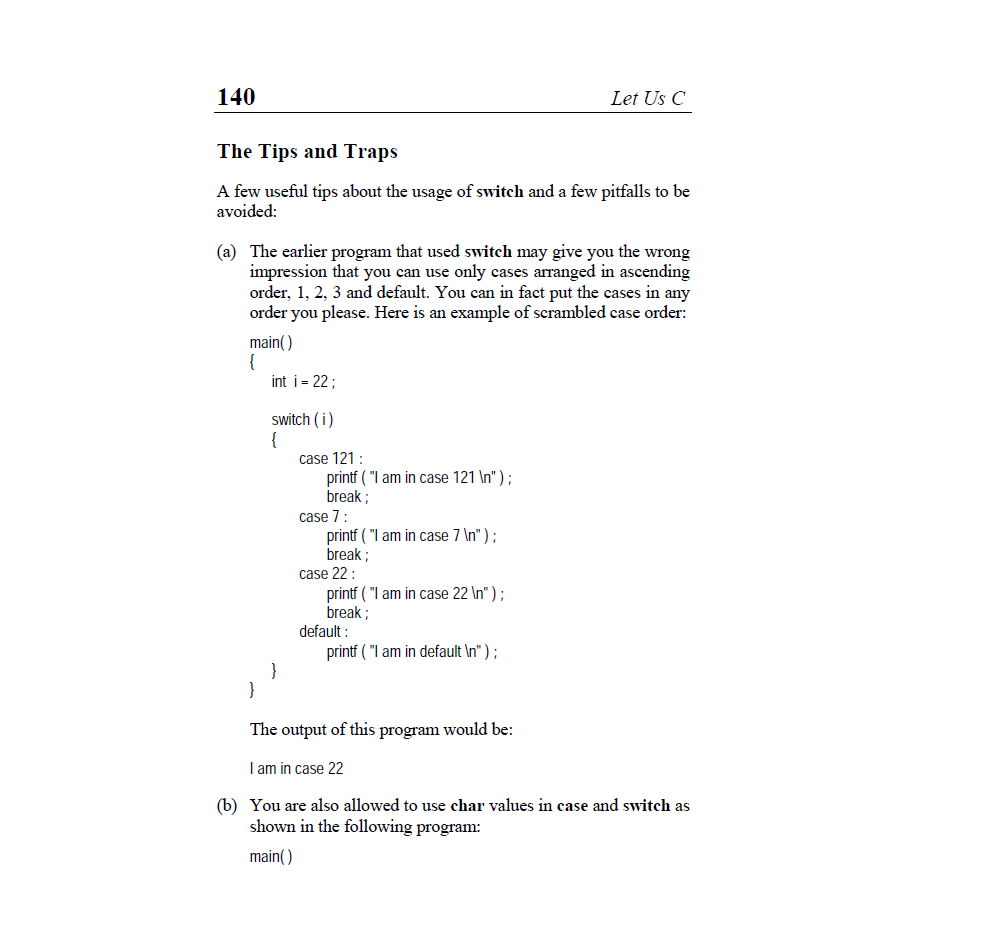 140 Let Us C
The Tips and Traps
A few useful tips about the usage of switch and a few pitfalls to be
avoided:
(a) The earlier program that used switch may give you the wrong
impression that you can use only cases arranged in ascending
order, 1, 2, 3 and default. You can in fact put the cases in any
order you please. Here is an example of scrambled case order:
main( )
{
int i = 22 ;
switch ( i )
{
case 121 :
printf ( "I am in case 121 \n" ) ;
break ;
case 7 :
printf ( "I am in case 7 \n" ) ;
break ;
case 22 :
printf ( "I am in case 22 \n" ) ;
break ;
default :
printf ( "I am in default \n" ) ;
}
}
The output of this program would be:
I am in case 22
(b) You are also allowed to use char values in case and switch as
shown in the following program:
main( )